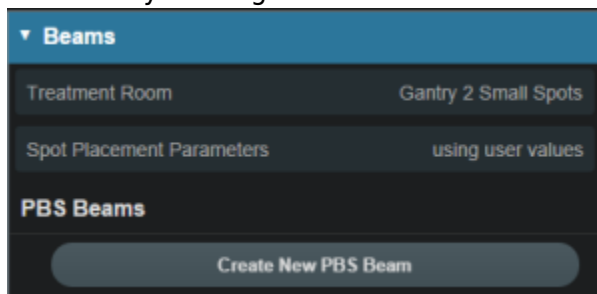 Beams
Treatment Room Gantry 2 Small Spots
Spot Placement Parameters using user values
PBS Beams
Create New PBS Beam